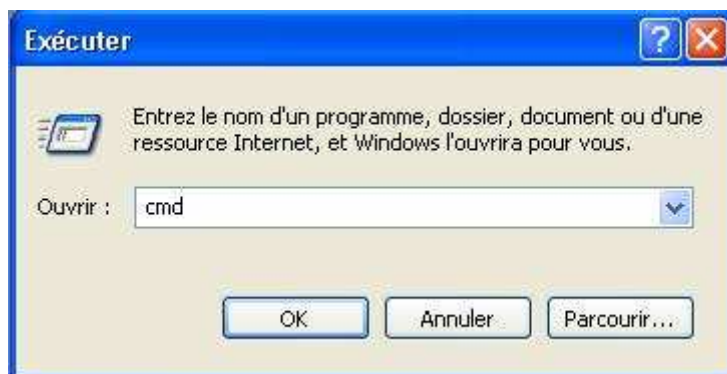 Exécuter
Entrez le nom d'un programme, dossier, document ou d'une
ressource Internet, et Windows l'ouvrira pour vous.
Ouvrir : cmd
OK Annuler Parcourir...